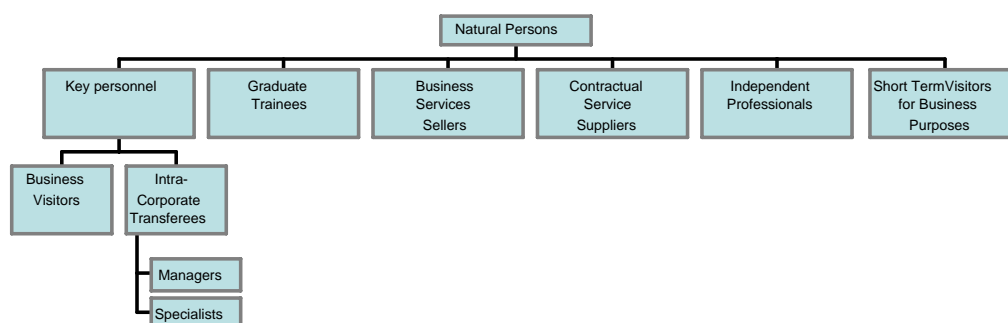 Natural Persons
Key personnel
Graduate
Trainees
Business
Services
Sellers
Contractual
Service
Suppliers
Independent
Professionals
Short TermVisitors
for Business
Purposes
Business
Visitors
Intra-
Corporate
Transferees
Managers
Specialists